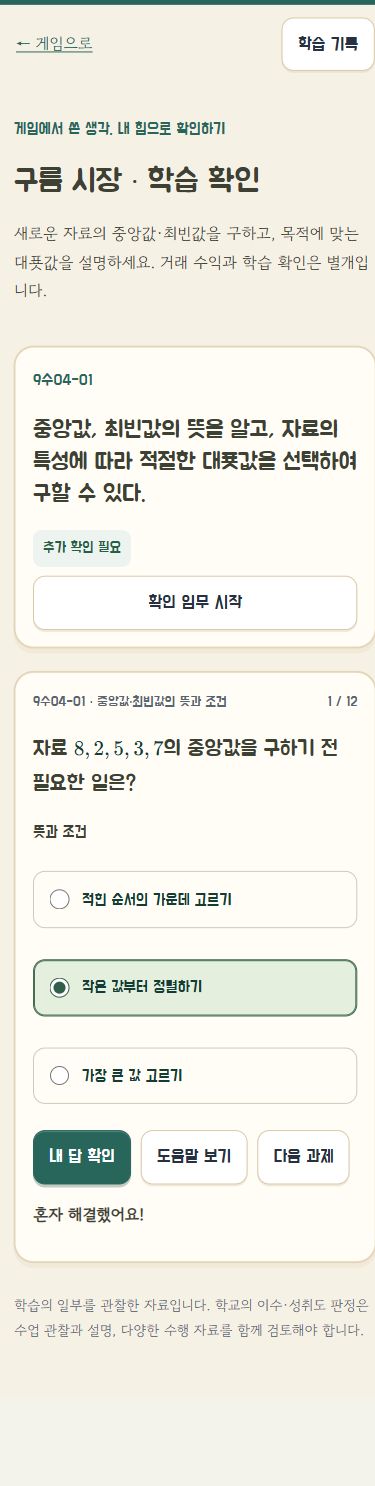 ← 게임으로
학습 기록
게임에서 쓴 생각, 내 힘으로 확인하기
구름 시장 · 학습 확인
새로운 자료의 중앙값·최빈값을 구하고, 목적에 맞는
대푯값을 설명하세요. 거래 수익과 학습 확인은 별개입
니다.
9수04-01
중앙값, 최빈값의 뜻을 알고, 자료의
특성에 따라 적절한 대푯값을 선택하여
구할 수 있다.
추가 확인 필요
확인 임무 시작
9수04-01 · 중앙값·최빈값의 뜻과 조건
1 / 12
자료 8, 2, 5, 3, 7의 중앙값을 구하기 전
필요한 일은?
뜻과 조건
적힌 순서의 가운데 고르기
작은 값부터 정렬하기
가장 큰 값 고르기
내 답 확인
도움말 보기
다음 과제
혼자 해결했어요!
학습의 일부를 관찰한 자료입니다. 학교의 이수·성취도 판정은
수업 관찰과 설명, 다양한 수행 자료를 함께 검토해야 합니다.